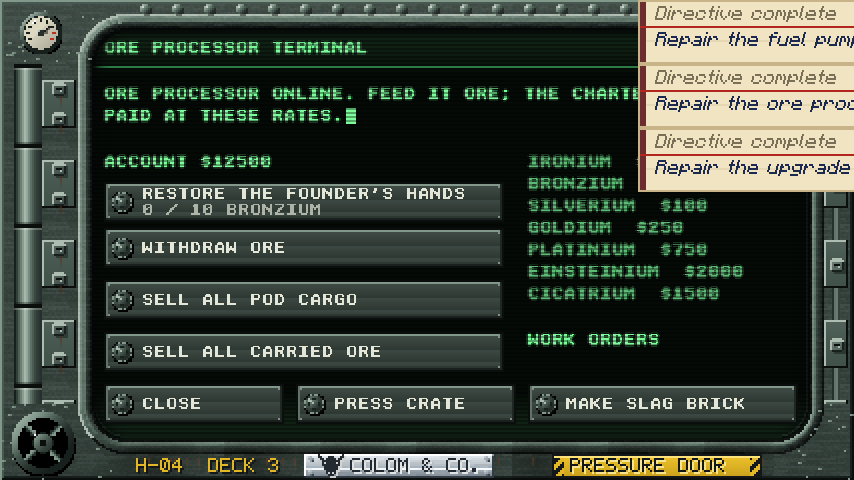 ORE PROCESSOR TERMINAL
ORE PROCESSOR ONLINE. FEED IT ORE; THE CHARTE
PAID AT THESE RATES.
ACCOUNT $12500
RESTORE THE FOUNDER'S HANDS
0 / 10 BRONZIUM
WITHDRAW ORE
SELL ALL POD CARGO
SELL ALL CARRIED ORE
IRONIUM
BRONZIUM
SILVERIUM $100
GOLDIUM $250
PLATINIUM $750
EINSTEINIUM $2000
CICATRIUM $1500
WORK ORDERS
CLOSE
PRESS CRATE
MAKE SLAG BRICK
Directive complete
Repair the fuel pump
Directive complete
Repair the ore proc
Directive complete
Repair the upgrade
H-04 DECK 3
COLOM & CO.
PRESSURE DOOR